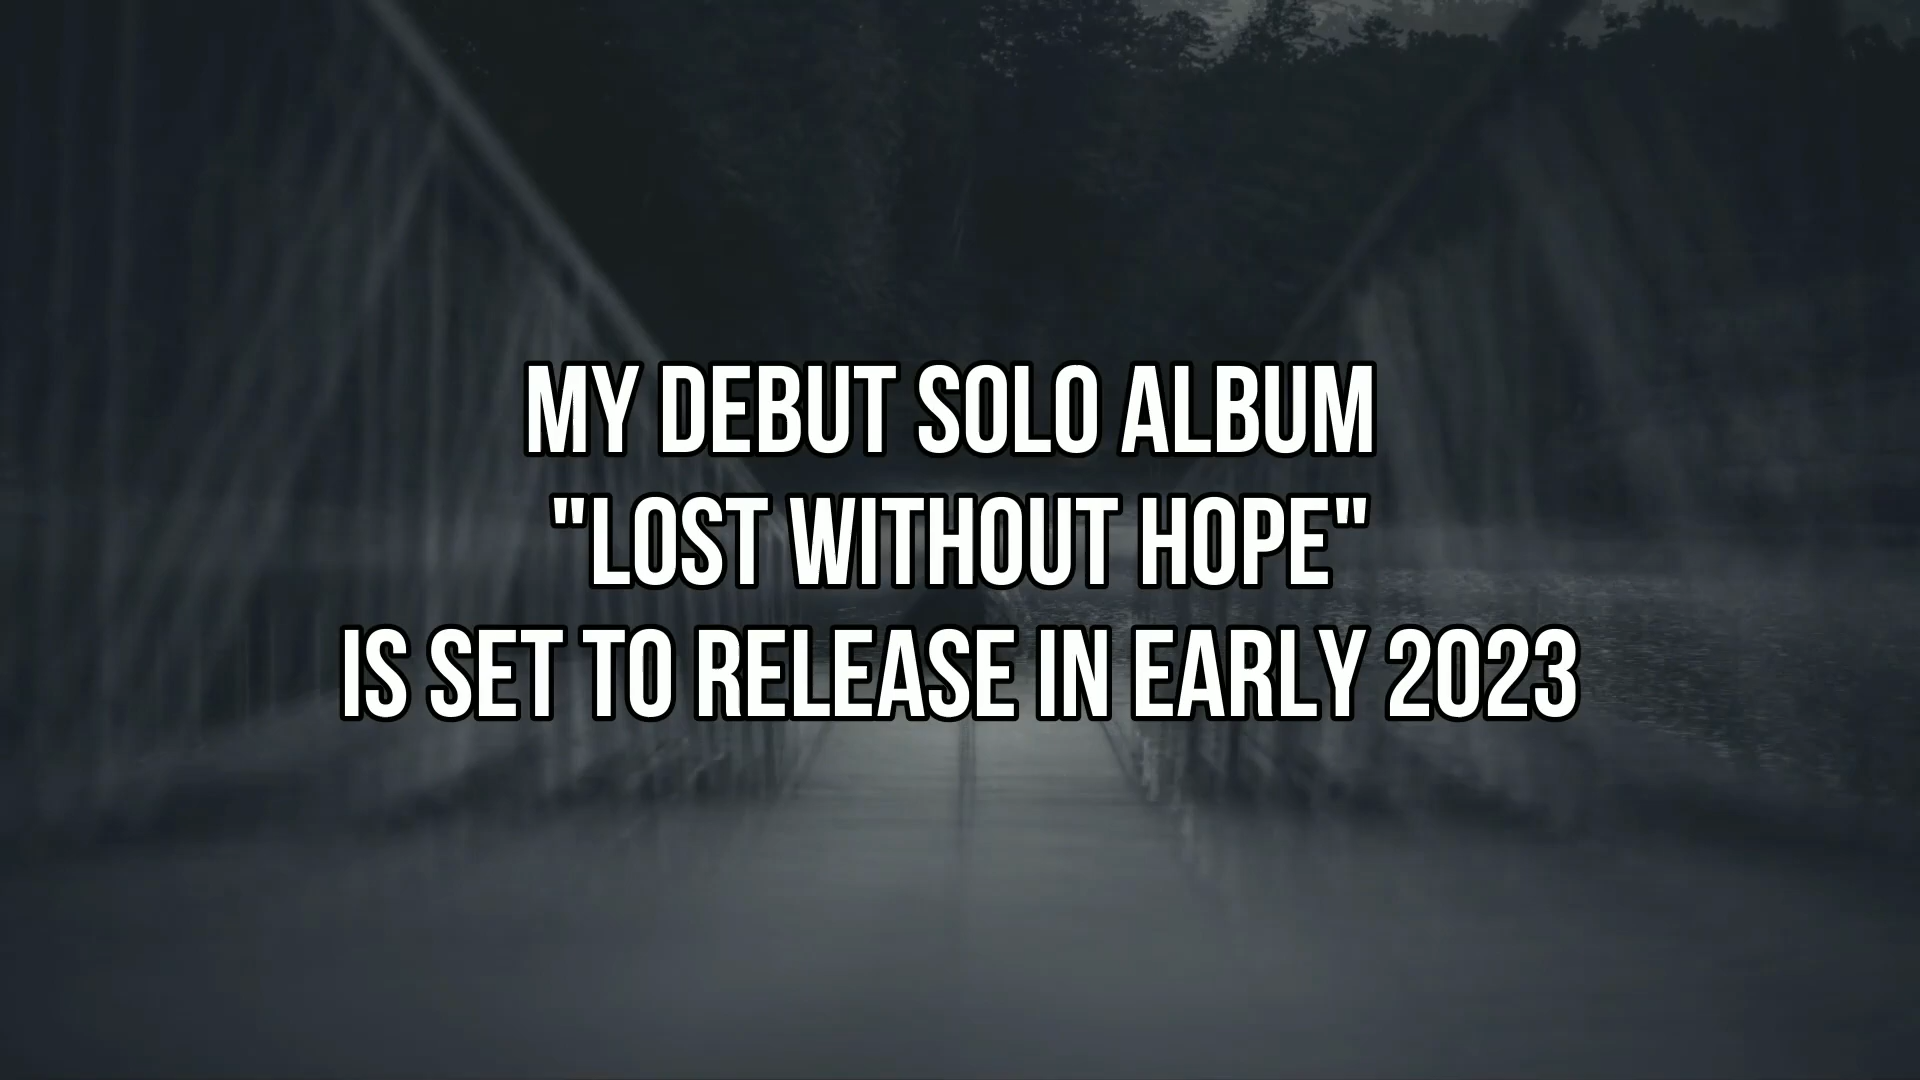 MY DEBUT SOLO ALBUM
"LOST WITHOUT HOPE"
IS SET TO RELEASE IN EARLY 2023